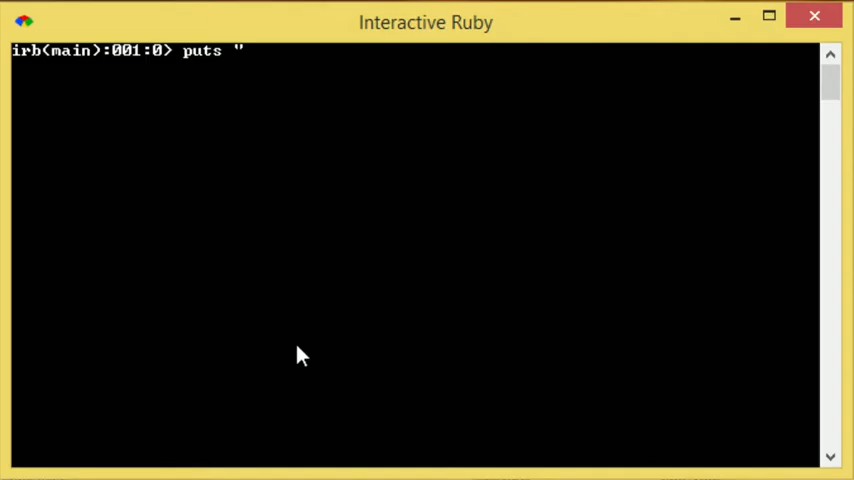 Interactive Ruby
irb(main):001:0> puts "